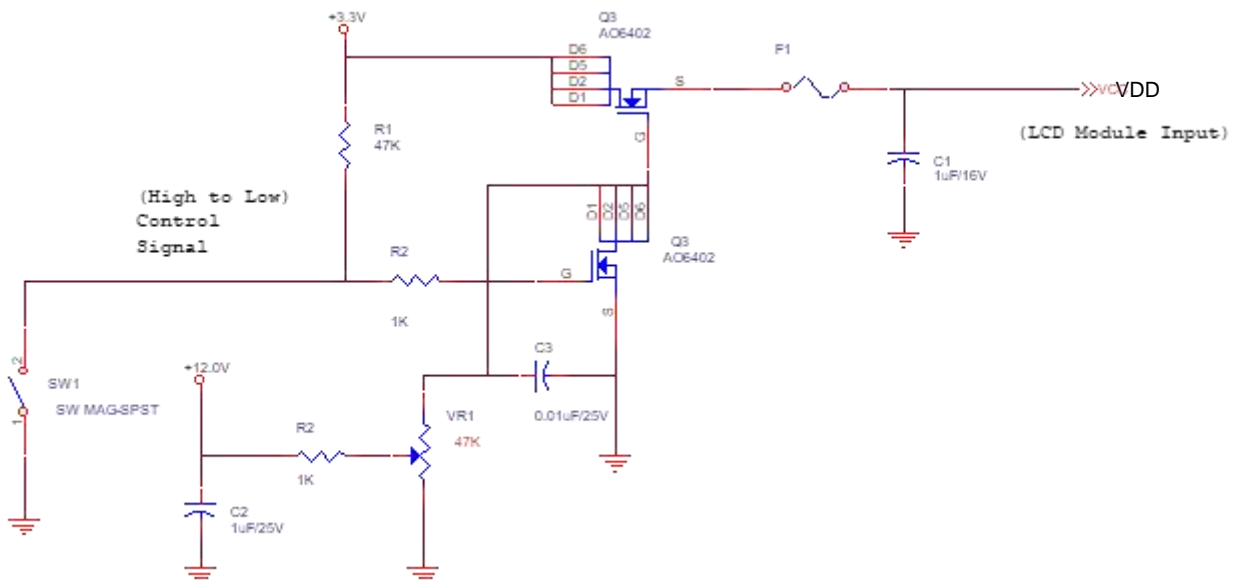 +3.3V
Q3
AO6402
D6
D5
D2
D1
S
G
F1
VDD
(LCD Module Input)
R1
47K
C1
1uF/16V
(High to Low)
Control
Signal
D1
D2
D5
D6
Q3
AO6402
R2
1K
G
S
C3
0.01uF/25V
2
SW1
SW MAG-SPST
1
+12.0V
R2
1K
VR1
47K
C2
1uF/25V